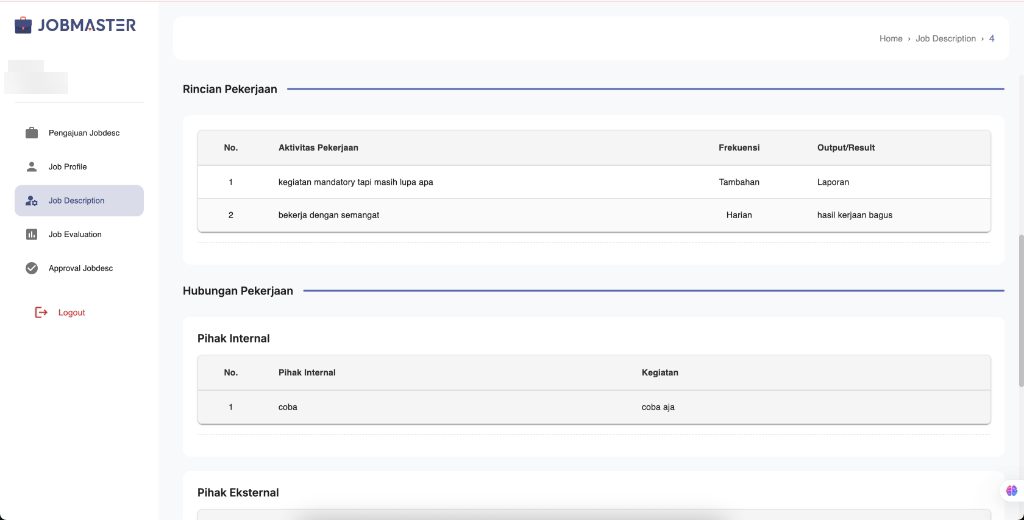 JOBMASTER
Home › Job Description › 4
Pengajuan Jobdesc
Job Profile
Job Description
Job Evaluation
Approval Jobdesc
Logout
Rincian Pekerjaan
No. Aktivitas Pekerjaan Frekuensi Output/Result
1 kegiatan mandatory tapi masih lupa apa Tambahan Laporan
2 bekerja dengan semangat Harian hasil kerjaan bagus
Hubungan Pekerjaan
Pihak Internal
No. Pihak Internal Kegiatan
1 coba coba aja
Pihak Eksternal